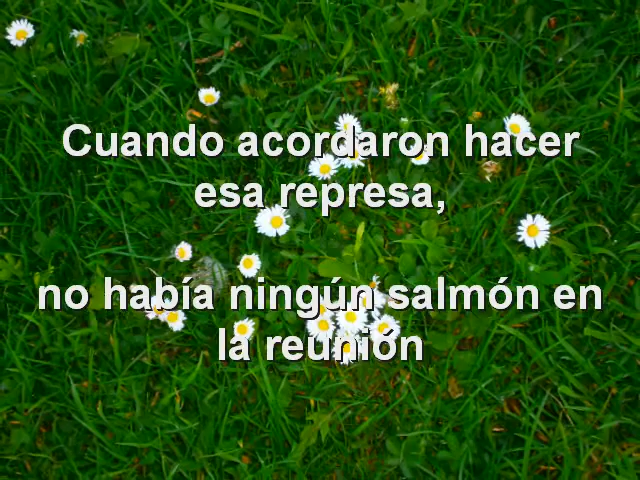 Cuando acordaron hacer
esa represa,
no había ningún salmón en
la reunión